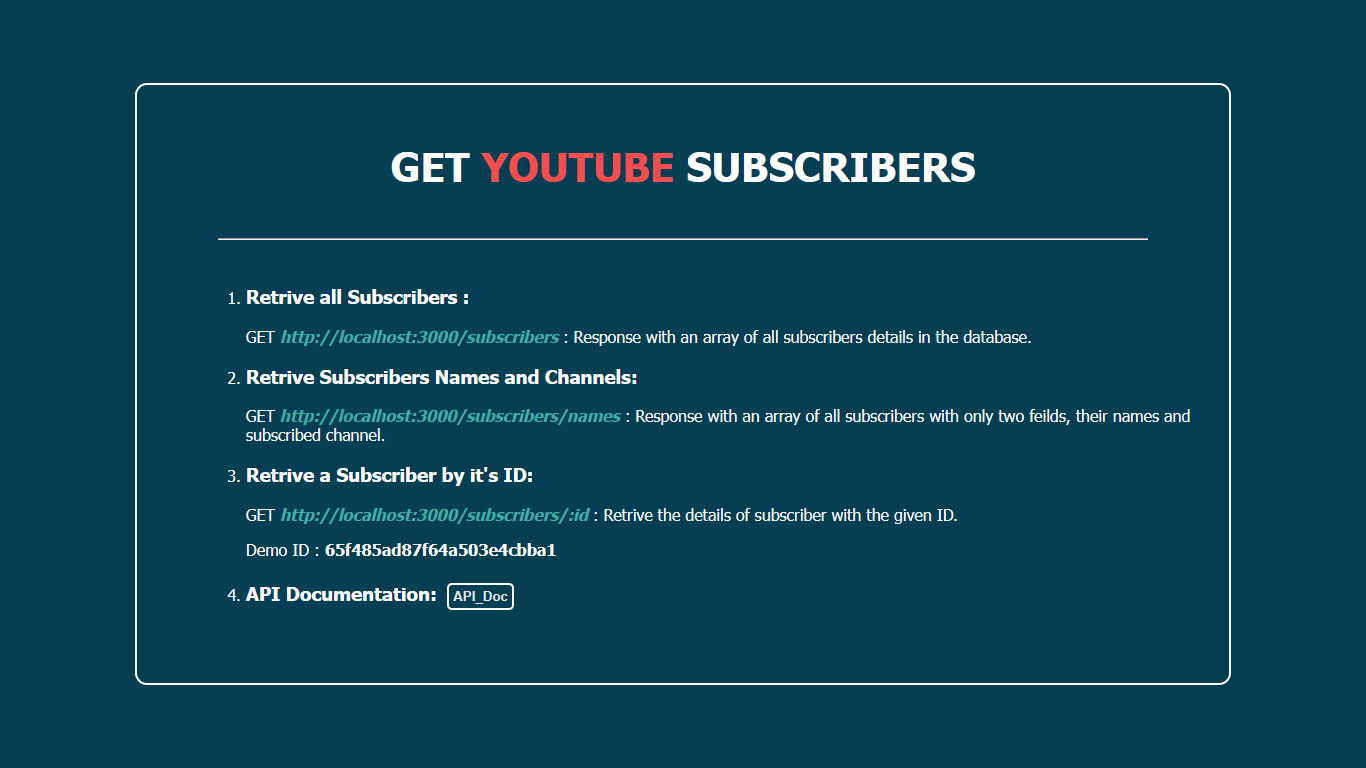 GET YOUTUBE SUBSCRIBERS
1. Retrive all Subscribers :
GET http://localhost:3000/subscribers : Response with an array of all subscribers details in the database.
2. Retrive Subscribers Names and Channels:
GET http://localhost:3000/subscribers/names : Response with an array of all subscribers with only two feilds, their names and
subscribed channel.
3. Retrive a Subscriber by it's ID:
GET http://localhost:3000/subscribers/:id : Retrive the details of subscriber with the given ID.
Demo ID : 65f485ad87f64a503e4cbba1
4. API Documentation: API_Doc